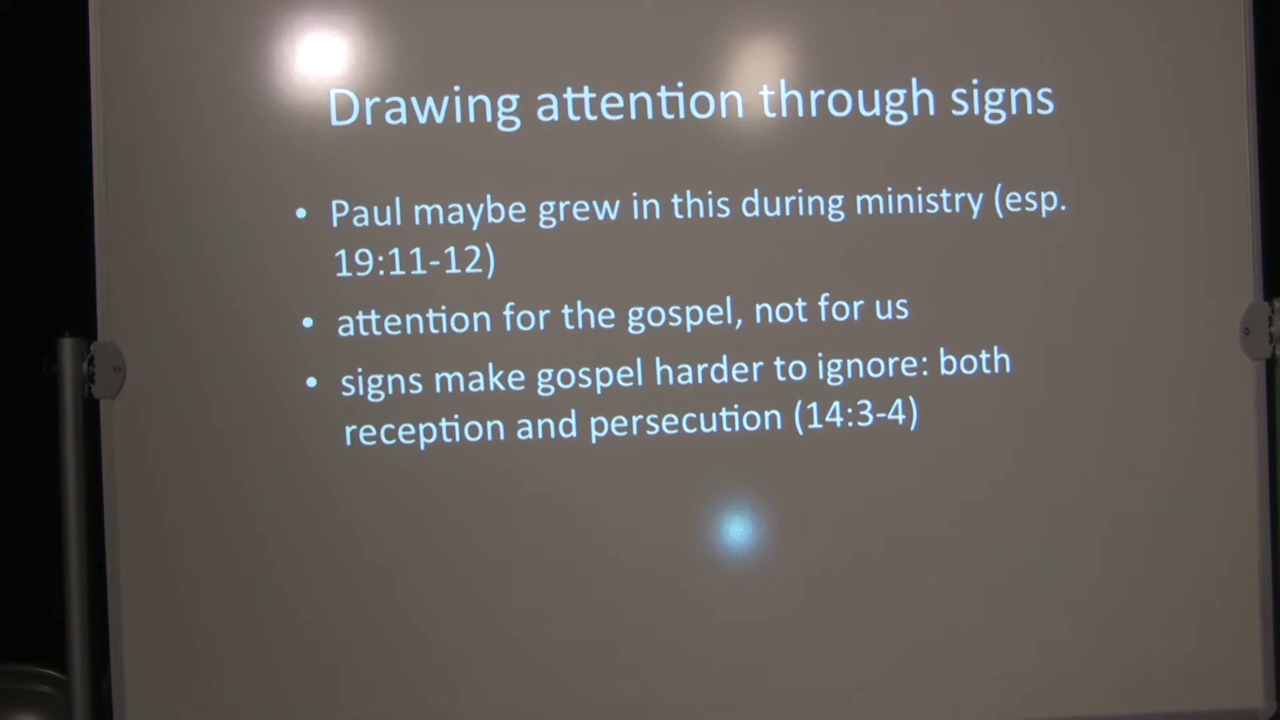 Drawing attention through signs
• Paul maybe grew in this during ministry (esp.
19:11-12)
• attention for the gospel, not for us
• signs make gospel harder to ignore: both
reception and persecution (14:3-4)